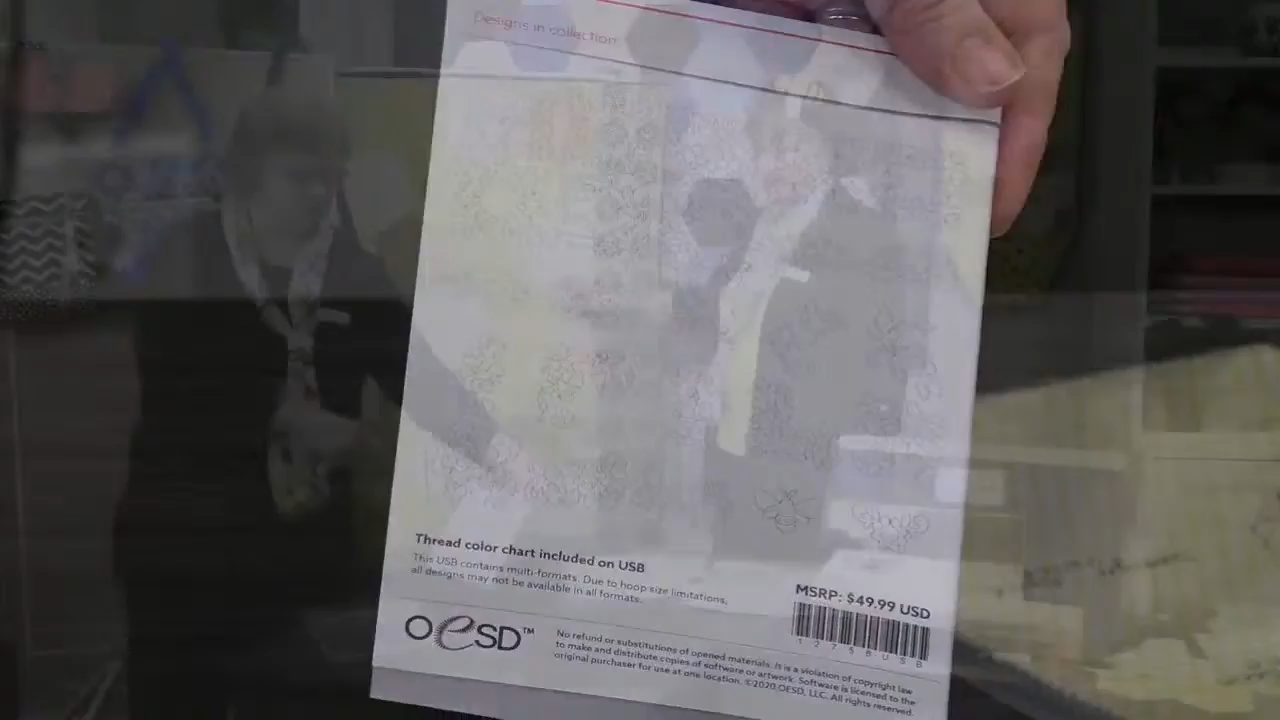 Designs in collection
Thread color chart included on USB
This USB contains multi-formats. Due to hoop size limitations,
all designs may not be available in all formats.
MSRP: $49.99 USD
12758USB
OESD™
No refund or substitutions of opened materials. It is a violation of copyright law
to make and distribute copies of software or artwork. Software is licensed to the
original purchaser for use at one location. ©2020 OESD, LLC. All rights reserved.